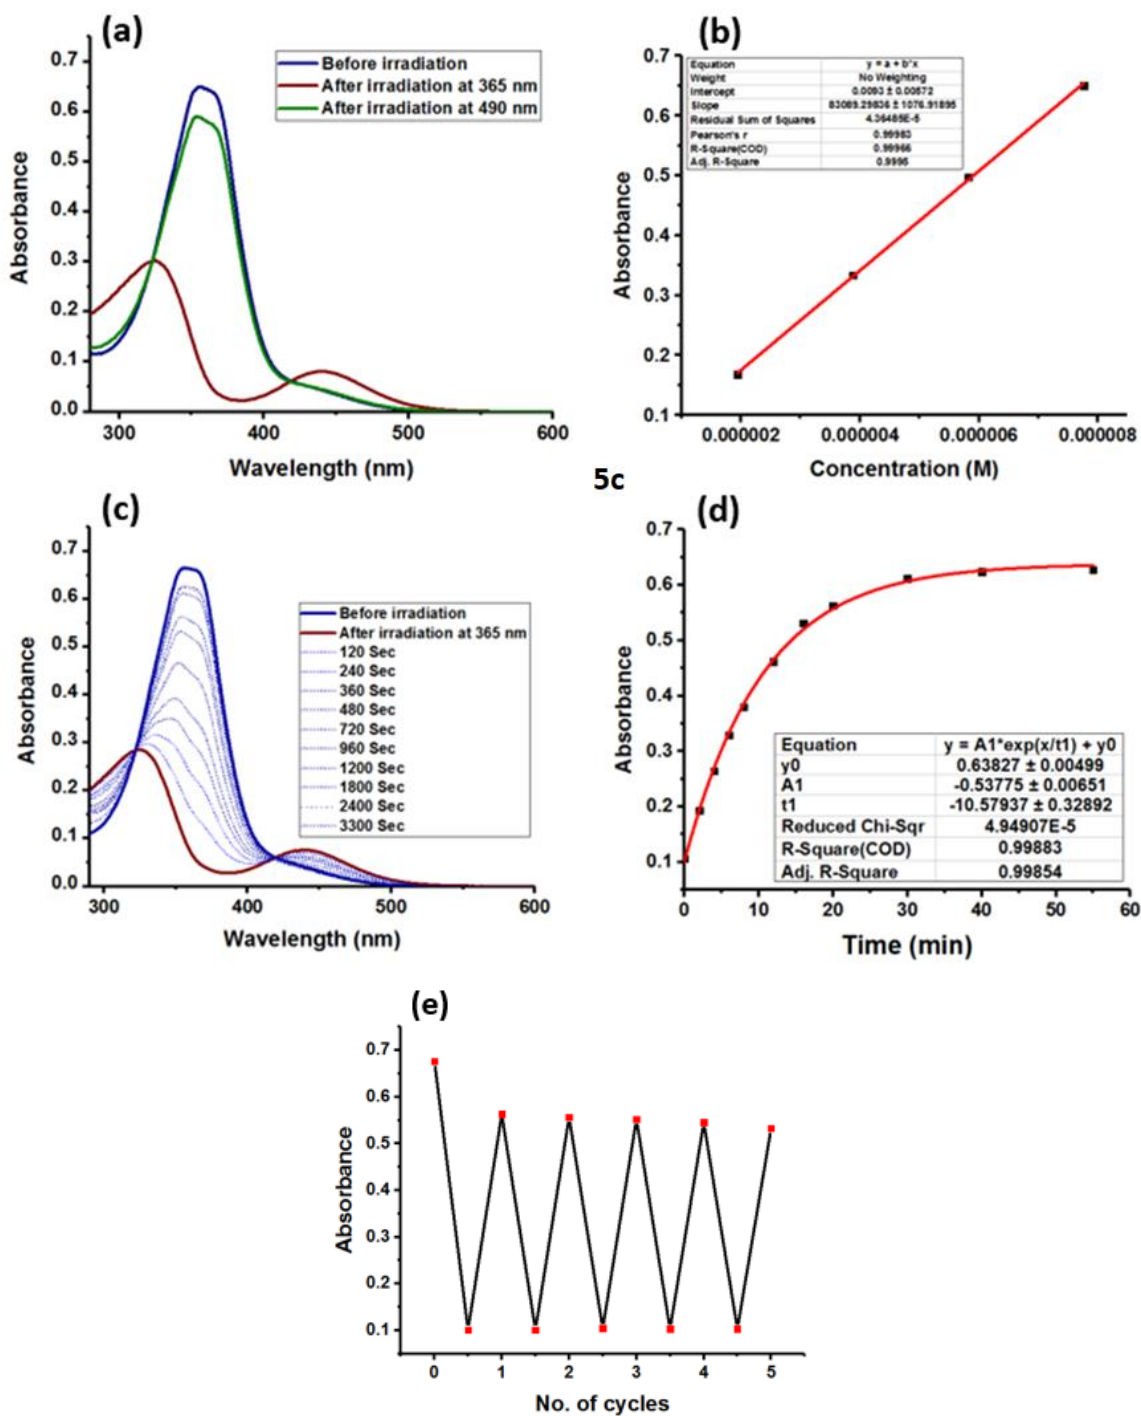 (a)
0.7
0.6
0.5
0.4
0.3
0.2
0.1
0.0
300
400
500
600
Absorbance
Wavelength (nm)
Before irradiation
After irradiation at 365 nm
After irradiation at 490 nm
(b)
0.7
0.6
0.5
0.4
0.3
0.2
0.1
0.000002
0.000004
0.000006
0.000008
Absorbance
Concentration (M)
Equation y = a + b*x
Weight No Weighting
Intercept 0.0093 ± 0.00572
Slope 83089.29836 ± 1076.91895
Residual Sum of Squares 4.36485E-5
Pearson's r 0.99983
R-Square(COD) 0.99966
Adj. R-Square 0.9995
5c
(c)
0.7
0.6
0.5
0.4
0.3
0.2
0.1
0.0
300
400
500
600
Absorbance
Wavelength (nm)
Before irradiation
After irradiation at 365 nm
120 Sec
240 Sec
360 Sec
480 Sec
720 Sec
960 Sec
1200 Sec
1800 Sec
2400 Sec
3300 Sec
(d)
0.7
0.6
0.5
0.4
0.3
0.2
0.1
0
10
20
30
40
50
60
Absorbance
Time (min)
Equation y = A1*exp(x/t1) + y0
y0 0.63827 ± 0.00499
A1 -0.53775 ± 0.00651
t1 -10.57937 ± 0.32892
Reduced Chi-Sqr 4.94907E-5
R-Square(COD) 0.99883
Adj. R-Square 0.99854
(e)
0.7
0.6
0.5
0.4
0.3
0.2
0.1
0
1
2
3
4
5
Absorbance
No. of cycles